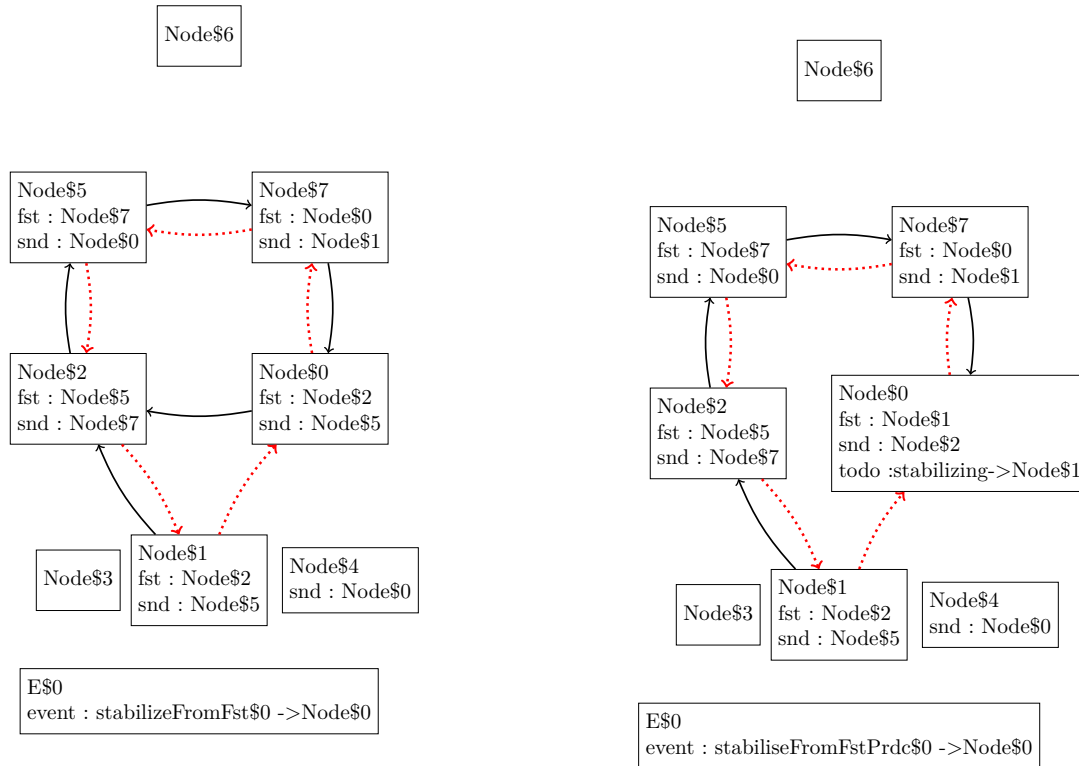 Node$6
Node$5
fst : Node$7
snd : Node$0
Node$7
fst : Node$0
snd : Node$1
Node$2
fst : Node$5
snd : Node$7
Node$0
fst : Node$2
snd : Node$5
Node$3
Node$1
fst : Node$2
snd : Node$5
Node$4
snd : Node$0
E$0
event : stabilizeFromFst$0 ->Node$0
Node$6
Node$5
fst : Node$7
snd : Node$0
Node$7
fst : Node$0
snd : Node$1
Node$2
fst : Node$5
snd : Node$7
Node$0
fst : Node$1
snd : Node$2
todo :stabilizing->Node$1
Node$3
Node$1
fst : Node$2
snd : Node$5
Node$4
snd : Node$0
E$0
event : stabiliseFromFstPrdc$0 ->Node$0